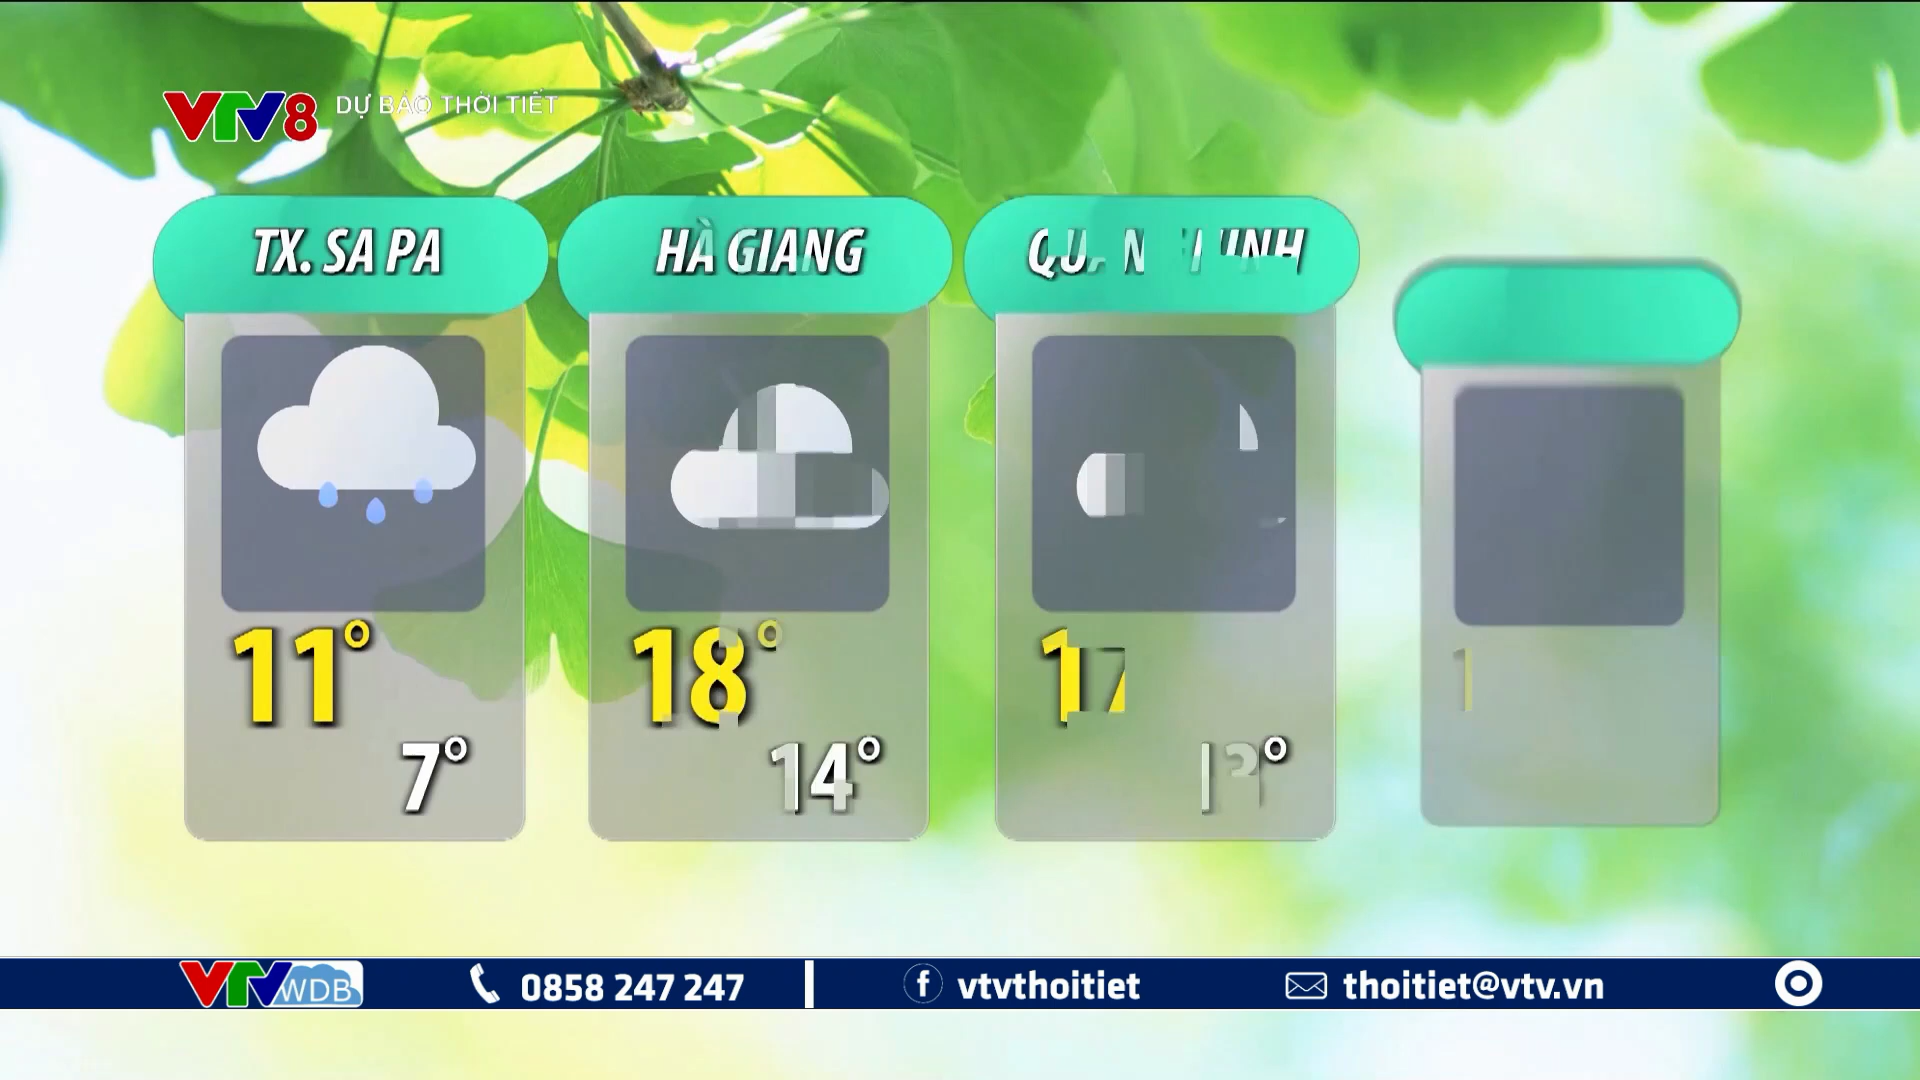 VTV8 DỰ BÁO THỜI TIẾT
TX. SA PA
11°
7°
HÀ GIANG
18°
14°
17
VTV WDB
0858 247 247
vtvthoitiet
thoitiet@vtv.vn